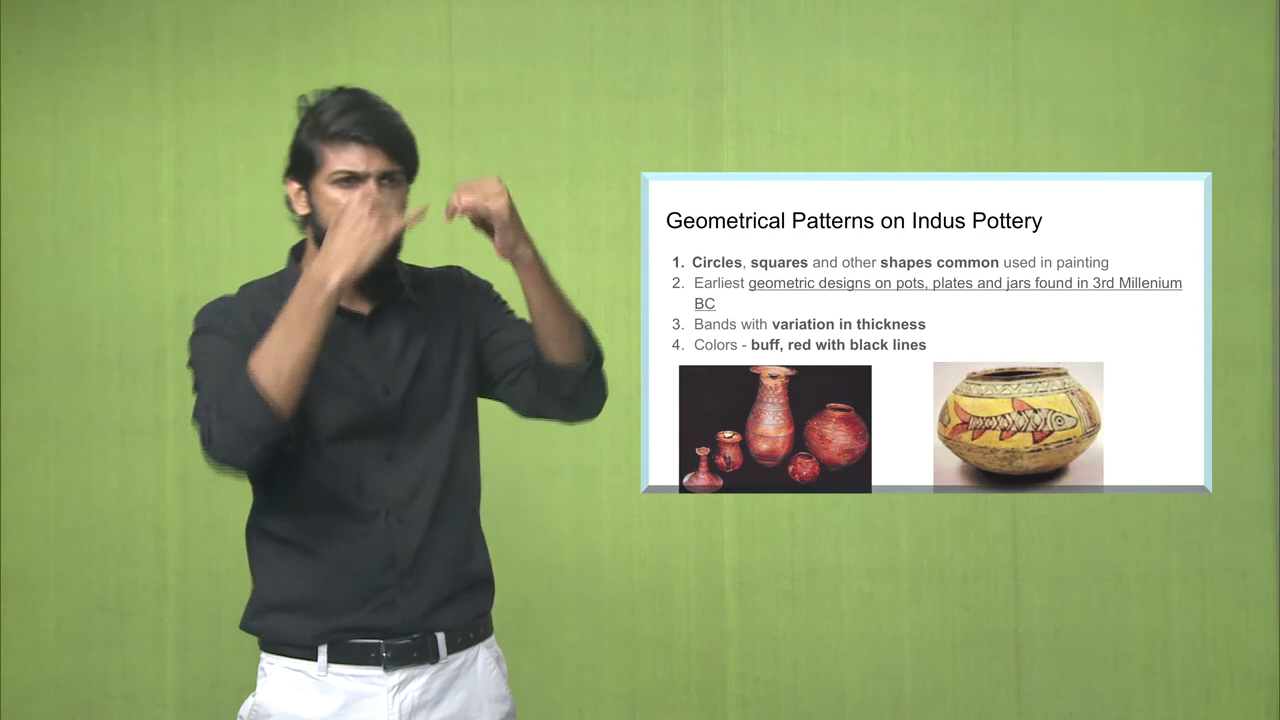 Geometrical Patterns on Indus Pottery
1. Circles, squares and other shapes common used in painting
2. Earliest geometric designs on pots, plates and jars found in 3rd Millenium
BC
3. Bands with variation in thickness
4. Colors - buff, red with black lines